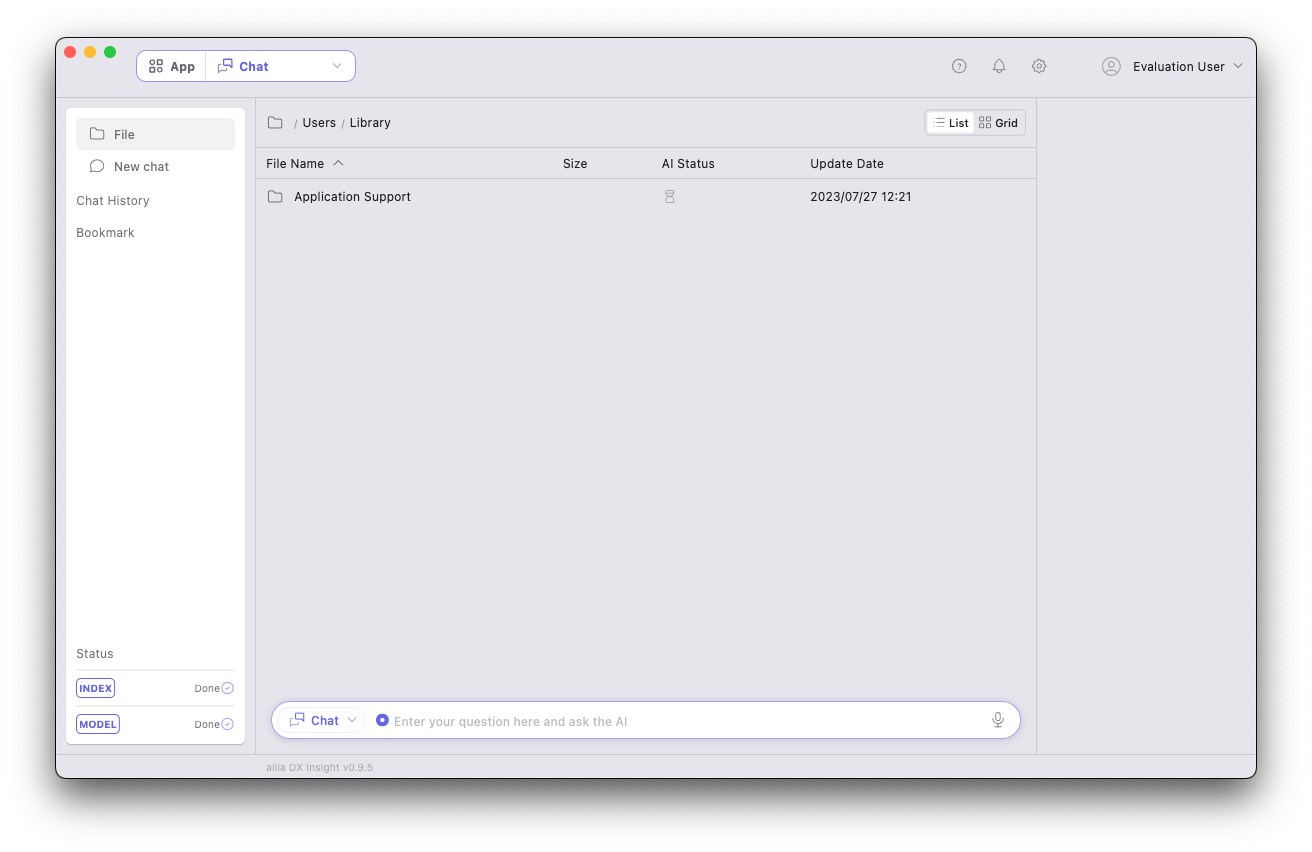 App Chat Evaluation User
File
New chat
Chat History
Bookmark
Status
INDEX Done
MODEL Done
/ Users / Library List Grid
File Name Size AI Status Update Date
Application Support 2023/07/27 12:21
Chat Enter your question here and ask the AI
aiila DX Insight v0.9.5